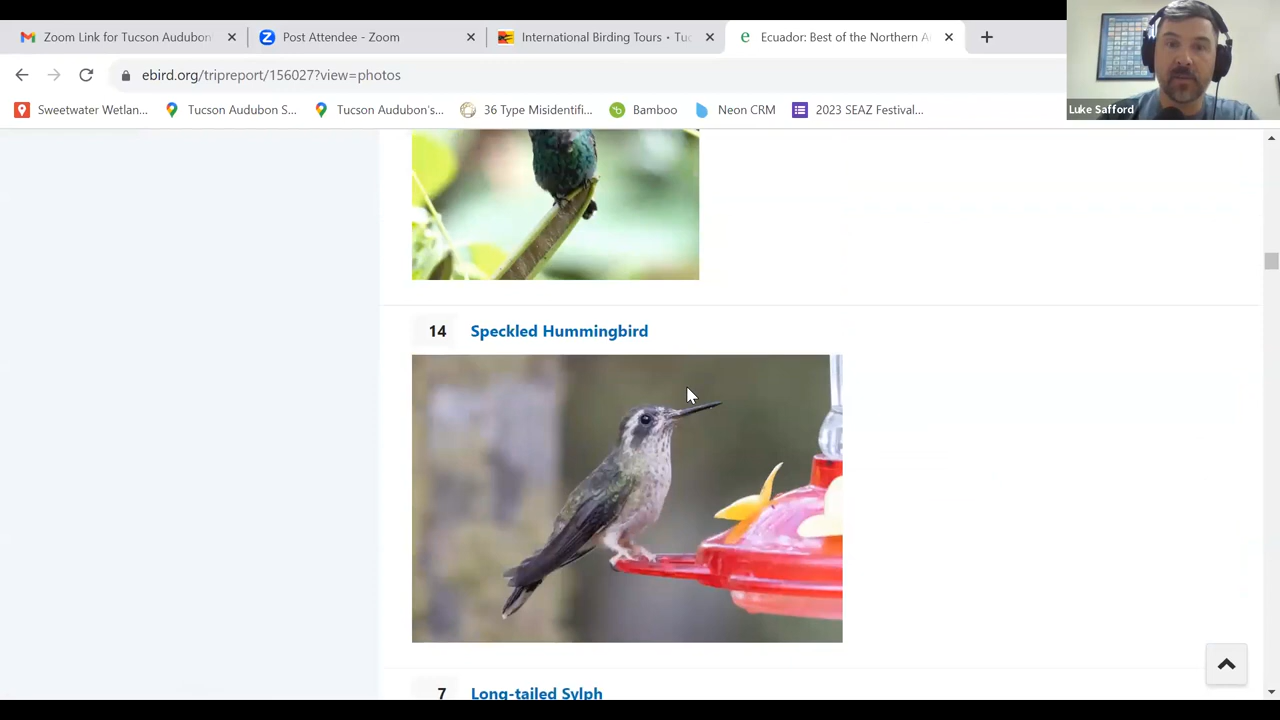 Zoom Link for Tucson Audubon
Post Attendee - Zoom
International Birding Tours • Tuc
Ecuador: Best of the Northern A
ebird.org/tripreport/156027?view=photos
Sweetwater Wetlan...
Tucson Audubon S...
Tucson Audubon's...
36 Type Misidentifi...
Bamboo
Neon CRM
2023 SEAZ Festival...
Luke Safford
14 Speckled Hummingbird
7 Long-tailed Sylph